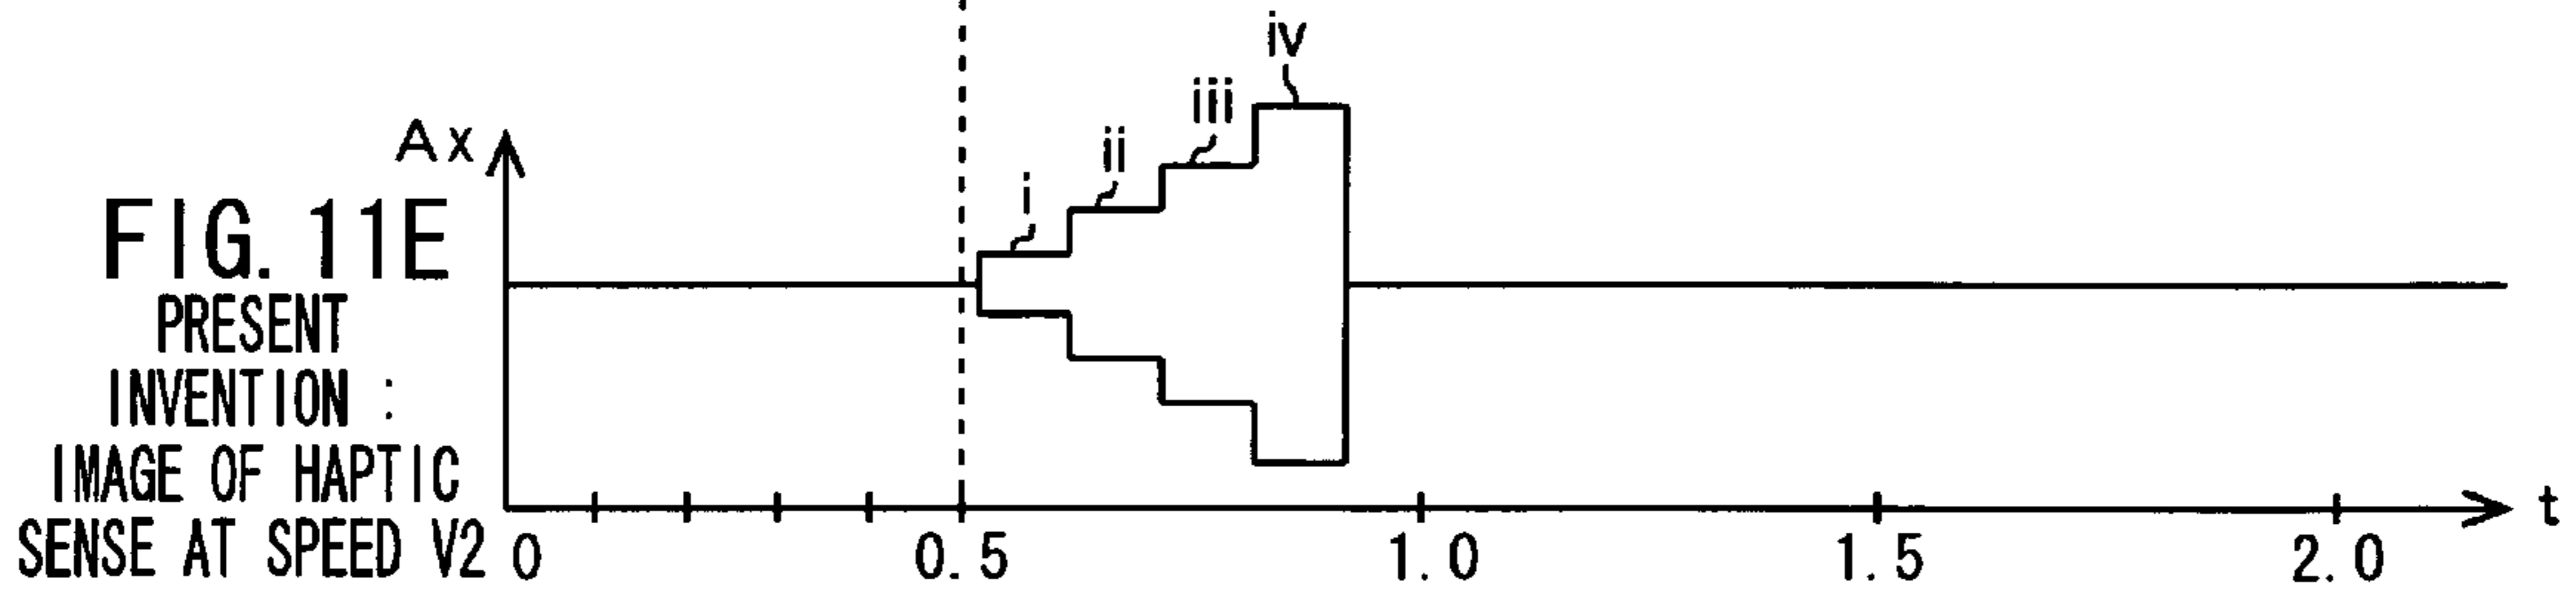 iv
iii
ii
i
Ax
FIG. 11E
PRESENT
INVENTION :
IMAGE OF HAPTIC
SENSE AT SPEED V2
0 0.5 1.0 1.5 2.0 t